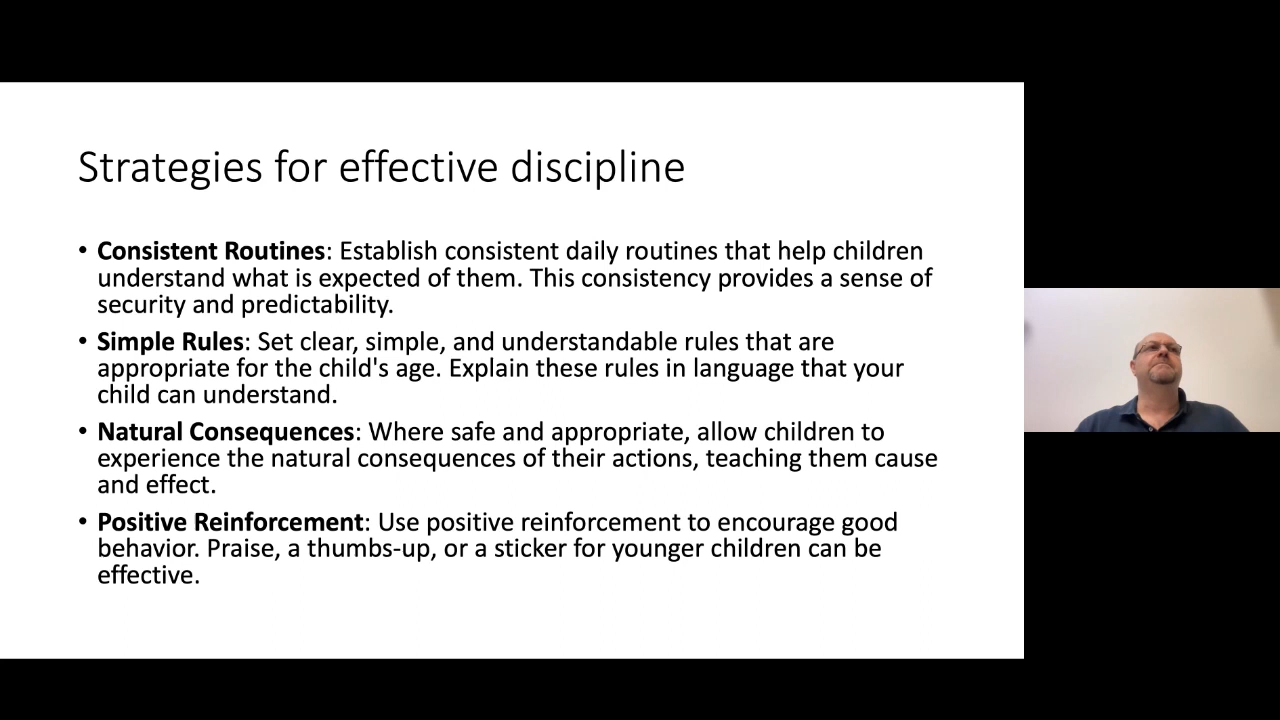 Strategies for effective discipline
• Consistent Routines: Establish consistent daily routines that help children
understand what is expected of them. This consistency provides a sense of
security and predictability.
• Simple Rules: Set clear, simple, and understandable rules that are
appropriate for the child's age. Explain these rules in language that your
child can understand.
• Natural Consequences: Where safe and appropriate, allow children to
experience the natural consequences of their actions, teaching them cause
and effect.
• Positive Reinforcement: Use positive reinforcement to encourage good
behavior. Praise, a thumbs-up, or a sticker for younger children can be
effective.